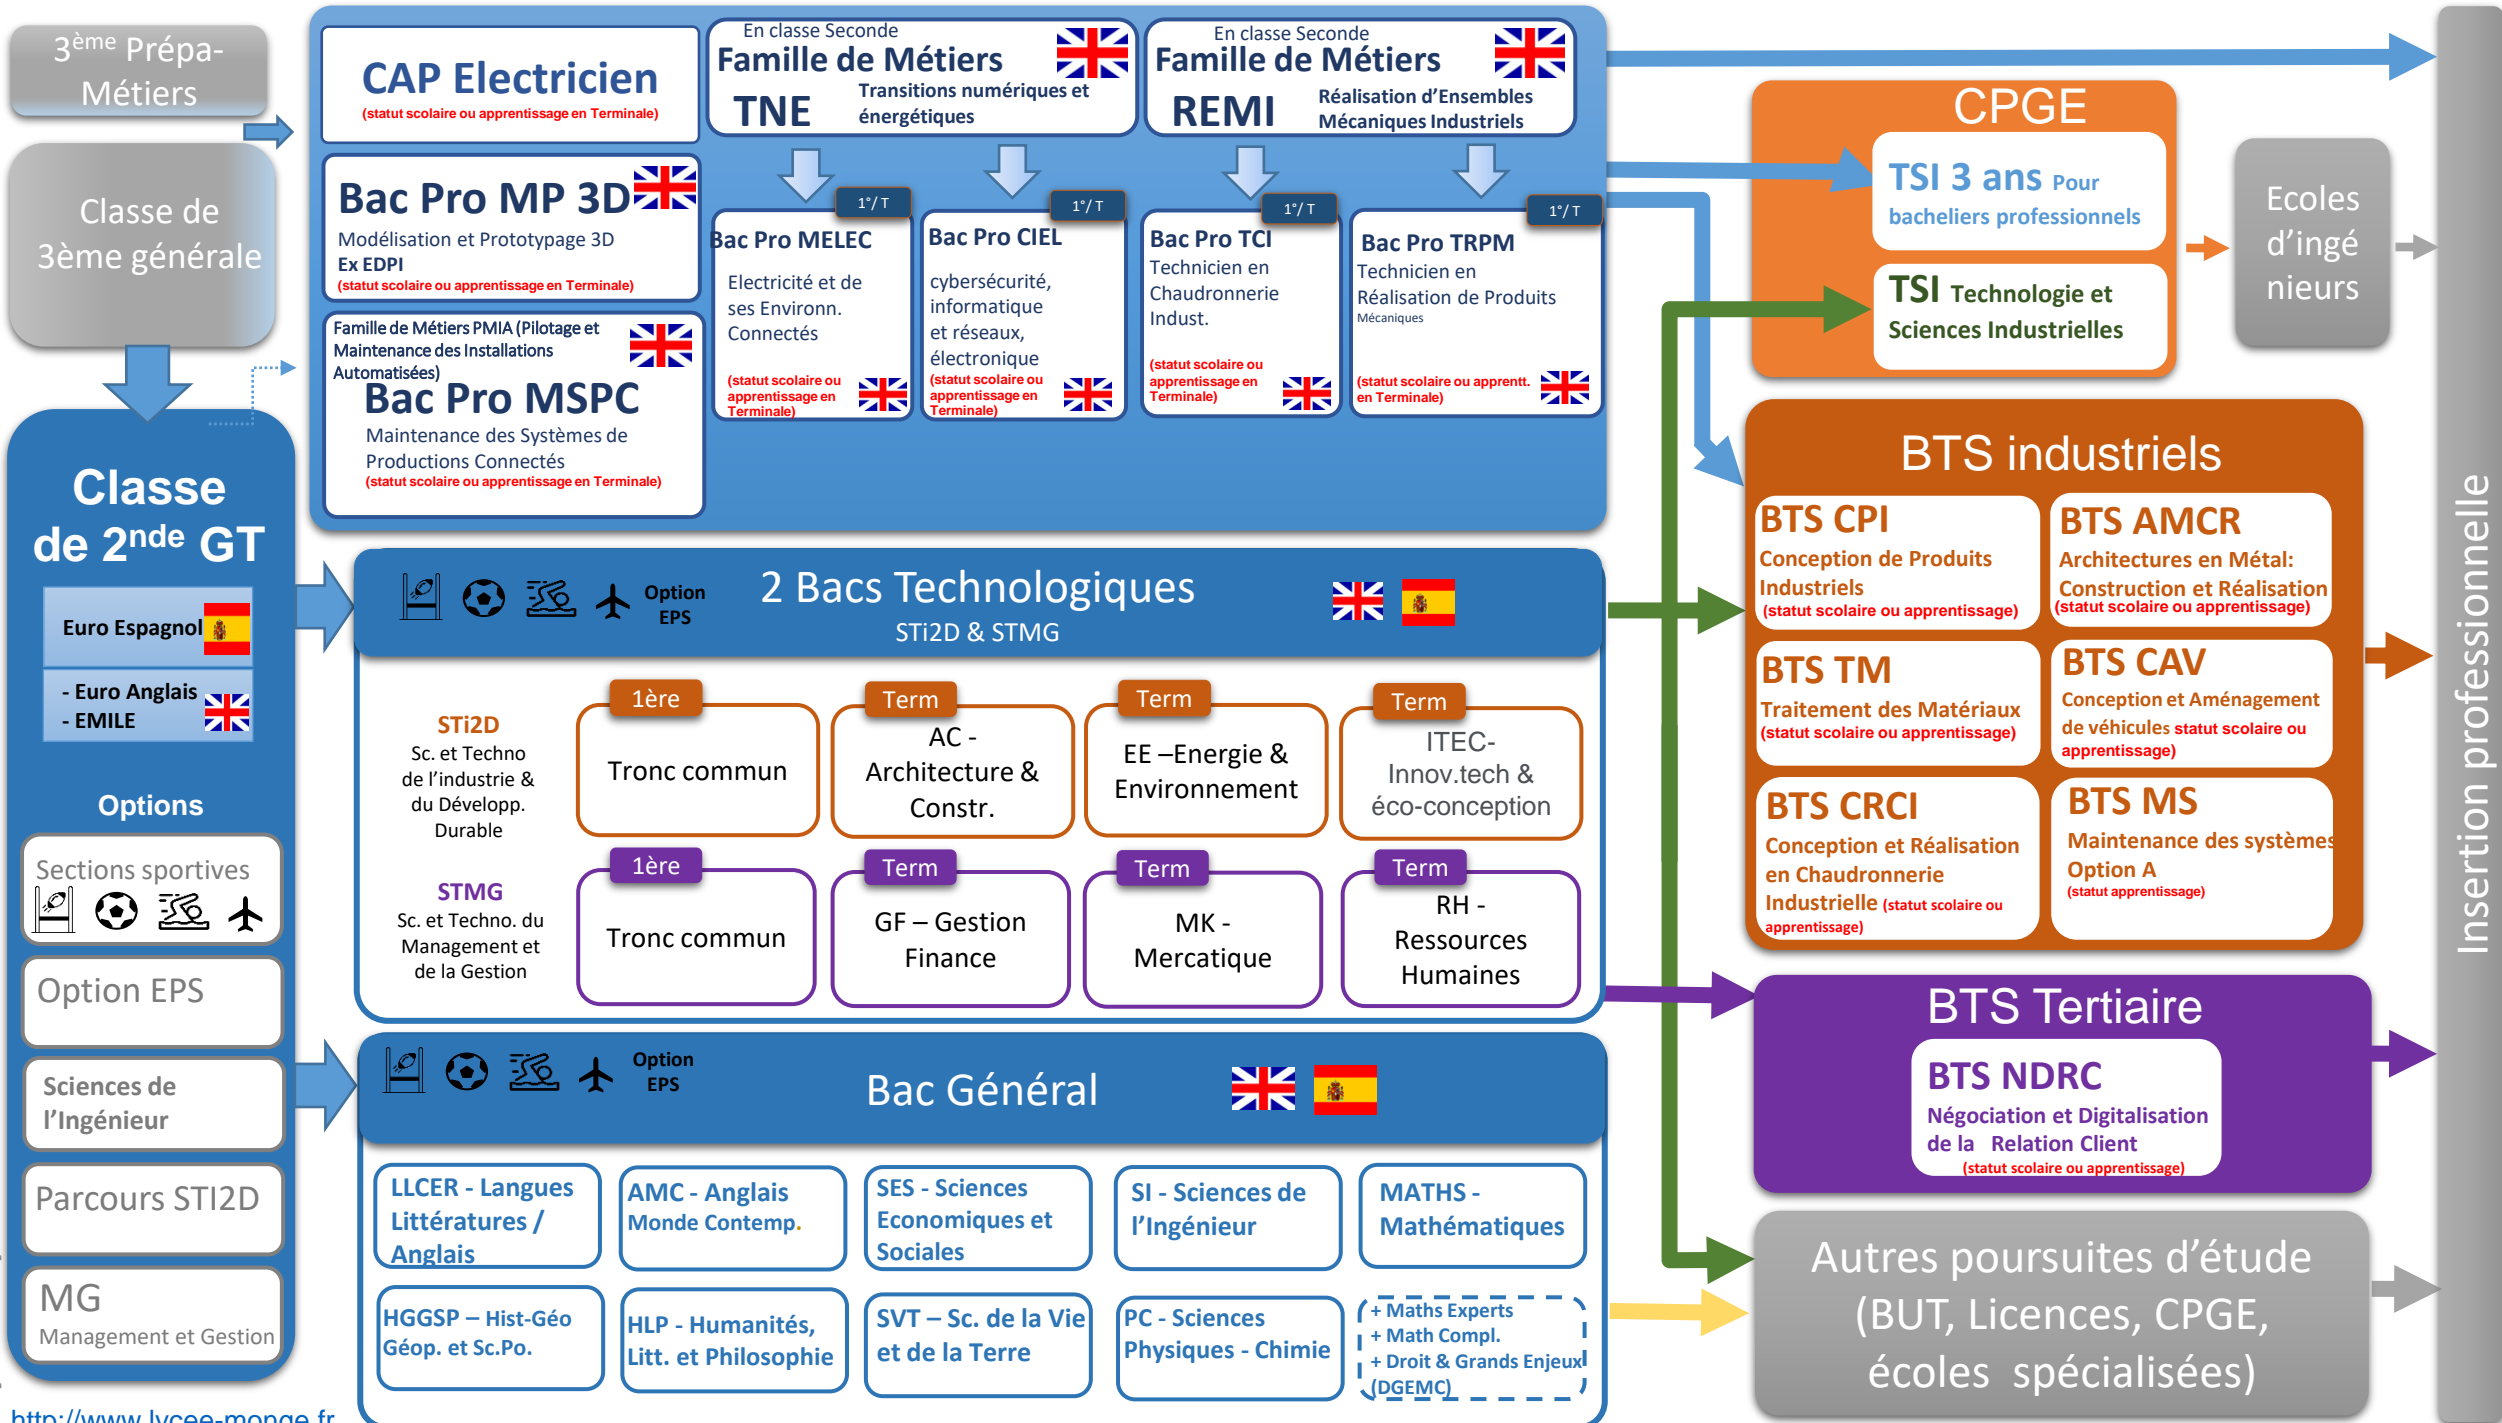 3ème Prépa-
Métiers
Classe de
3ème générale
Classe
de 2nde GT
Euro Espagnol
- Euro Anglais
- EMILE
Options
Sections sportives
Option EPS
Sciences de
l’Ingénieur
Parcours STI2D
MG
Management et Gestion
http://www.lycee-monge.fr
CAP Electricien
(statut scolaire ou apprentissage en Terminale)
Bac Pro MP 3D
Modélisation et Prototypage 3D
Ex EDPI
(statut scolaire ou apprentissage en Terminale)
Famille de Métiers PMIA (Pilotage et
Maintenance des Installations
Automatisées)
Bac Pro MSPC
Maintenance des Systèmes de
Productions Connectés
(statut scolaire ou apprentissage en Terminale)
En classe Seconde
Famille de Métiers
TNE
Transitions numériques et
énergétiques
En classe Seconde
Famille de Métiers
REMI
Réalisation d’Ensembles
Mécaniques Industriels
1°/ T
Bac Pro MELEC
Electricité et de
ses Environn.
Connectés
(statut scolaire ou
apprentissage en
Terminale)
1°/ T
Bac Pro CIEL
cybersécurité,
informatique
et réseaux,
électronique
(statut scolaire ou
apprentissage en
Terminale)
1°/ T
Bac Pro TCI
Technicien en
Chaudronnerie
Indust.
(statut scolaire ou
apprentissage en
Terminale)
1°/ T
Bac Pro TRPM
Technicien en
Réalisation de Produits
Mécaniques
(statut scolaire ou apprentt.
en Terminale)
Option
EPS
2 Bacs Technologiques
STi2D & STMG
STi2D
Sc. et Techno
de l’industrie &
du Développ.
Durable
1ère
Tronc commun
Term
AC -
Architecture &
Constr.
Term
EE –Energie &
Environnement
Term
ITEC-
Innov.tech &
éco-conception
STMG
Sc. et Techno. du
Management et
de la Gestion
1ère
Tronc commun
Term
GF – Gestion
Finance
Term
MK -
Mercatique
Term
RH -
Ressources
Humaines
Option
EPS
Bac Général
LLCER - Langues
Littératures /
Anglais
AMC - Anglais
Monde Contemp.
SES - Sciences
Economiques et
Sociales
SI - Sciences de
l’Ingénieur
MATHS -
Mathématiques
HGGSP – Hist-Géo
Géop. et Sc.Po.
HLP - Humanités,
Litt. et Philosophie
SVT – Sc. de la Vie
et de la Terre
PC - Sciences
Physiques - Chimie
+ Maths Experts
+ Math Compl.
+ Droit & Grands Enjeux
(DGEMC)
CPGE
TSI 3 ans Pour
bacheliers professionnels
TSI Technologie et
Sciences Industrielles
Ecoles
d’ingé
nieurs
BTS industriels
BTS CPI
Conception de Produits
Industriels
(statut scolaire ou apprentissage)
BTS AMCR
Architectures en Métal:
Construction et Réalisation
(statut scolaire ou apprentissage)
BTS TM
Traitement des Matériaux
(statut scolaire ou apprentissage)
BTS CAV
Conception et Aménagement
de véhicules statut scolaire ou
apprentissage)
BTS CRCI
Conception et Réalisation
en Chaudronnerie
Industrielle (statut scolaire ou
apprentissage)
BTS MS
Maintenance des systèmes
Option A
(statut apprentissage)
BTS Tertiaire
BTS NDRC
Négociation et Digitalisation
de la Relation Client
(statut scolaire ou apprentissage)
Autres poursuites d’étude
(BUT, Licences, CPGE,
écoles spécialisées)
Insertion professionnelle